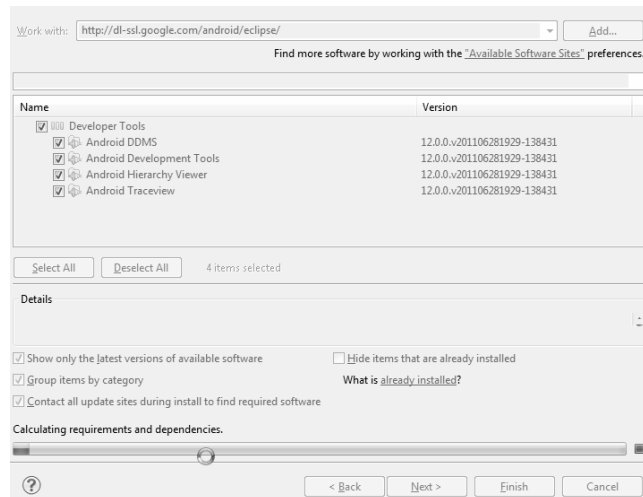 Work with: http://dl-ssl.google.com/android/eclipse/ Add...
Find more software by working with the "Available Software Sites" preferences.
Name Version
Developer Tools
Android DDMS 12.0.0.v201106281929-138431
Android Development Tools 12.0.0.v201106281929-138431
Android Hierarchy Viewer 12.0.0.v201106281929-138431
Android Traceview 12.0.0.v201106281929-138431
Select All Deselect All 4 items selected
Details
Show only the latest versions of available software Hide items that are already installed
Group items by category What is already installed?
Contact all update sites during install to find required software
Calculating requirements and dependencies.
? < Back Next > Finish Cancel